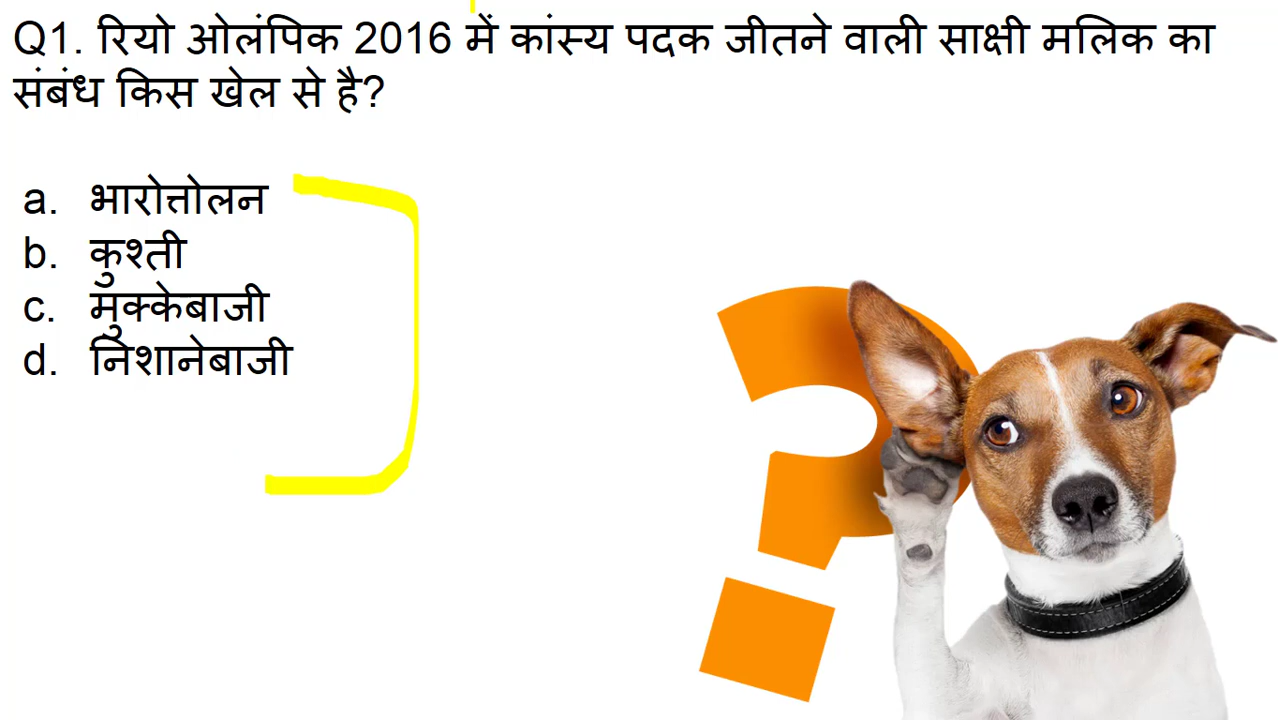 Q1. रियो ओलंपिक 2016 में कांस्य पदक जीतने वाली साक्षी मलिक का
संबंध किस खेल से है?
a. भारोत्तोलन
b. कुश्ती
c. मुक्केबाजी
d. निशानेबाजी